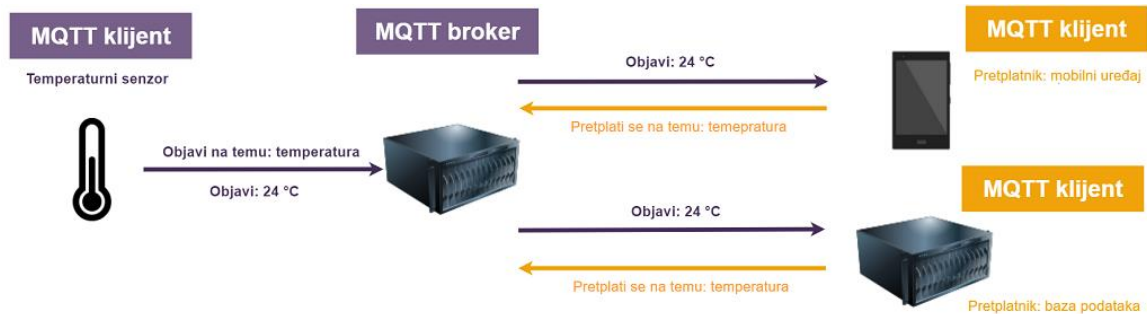 MQTT klijent
Temperaturni senzor
Objavi na temu: temperatura
Objavi: 24 °C
MQTT broker
Objavi: 24 °C
Pretplati se na temu: temepratura
Objavi: 24 °C
Pretplati se na temu: temperatura
MQTT klijent
Pretplatnik: mobilni uređaj
MQTT klijent
Pretplatnik: baza podataka